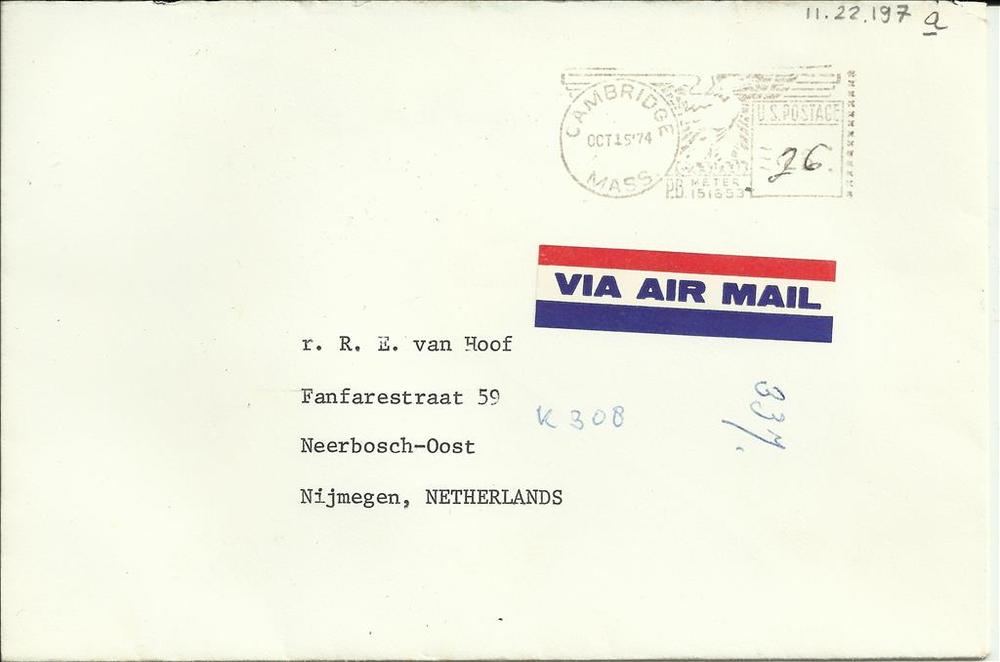 11.22.197 a
CAMBRIDGE
OCT 15 '74
MASS.
U.S. POSTAGE
26
P.B. METER
151653
VIA AIR MAIL
r. R. E. van Hoof
Fanfarestraat 59
Neerbosch-Oost
Nijmegen, NETHERLANDS
K 308